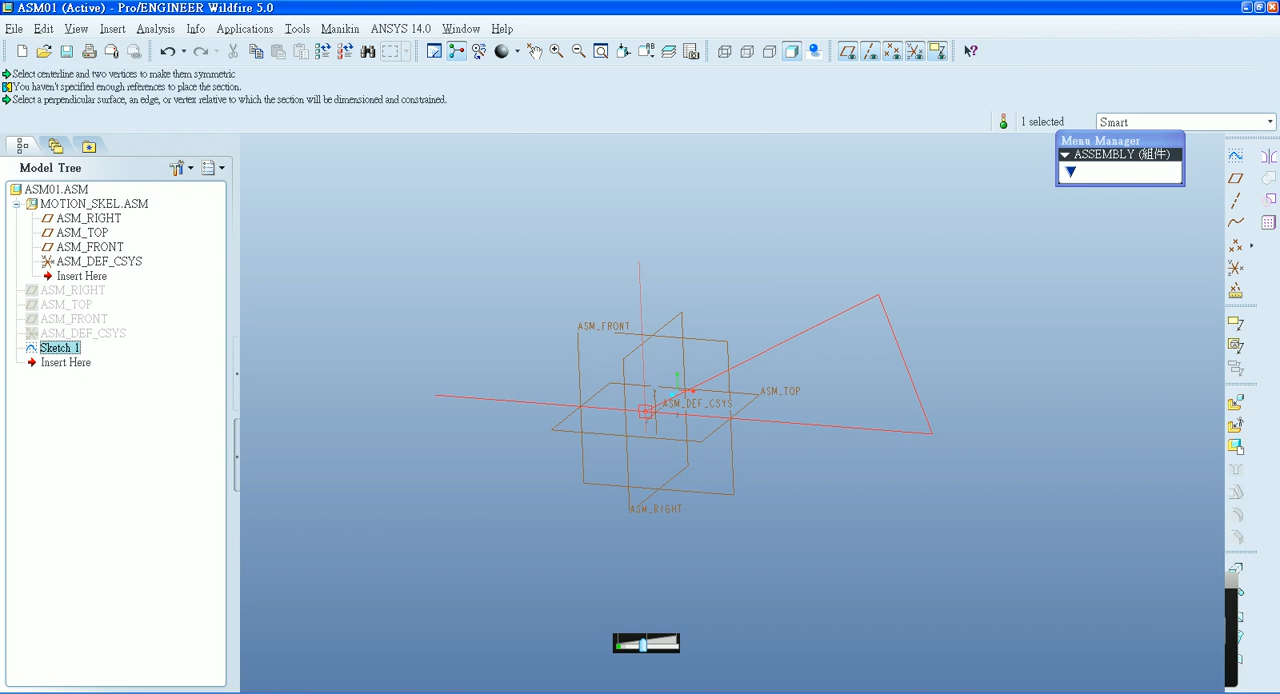 ASM01 (Active) - Pro/ENGINEER Wildfire 5.0
File Edit View Insert Analysis Info Applications Tools Manikin ANSYS 14.0 Window Help
Select centerline and two vertices to make them symmetric
You haven't specified enough references to place the section.
Select a perpendicular surface, an edge, or vertex relative to which the section will be dimensioned and constrained.
1 selected Smart
Menu Manager
ASSEMBLY (組件)
Model Tree
ASM01.ASM
MOTION_SKEL.ASM
ASM_RIGHT
ASM_TOP
ASM_FRONT
ASM_DEF_CSYS
Insert Here
ASM_RIGHT
ASM_TOP
ASM_FRONT
ASM_DEF_CSYS
Sketch 1
Insert Here
ASM_FRONT
ASM_TOP
ASM_DEF_CSYS
ASM_RIGHT